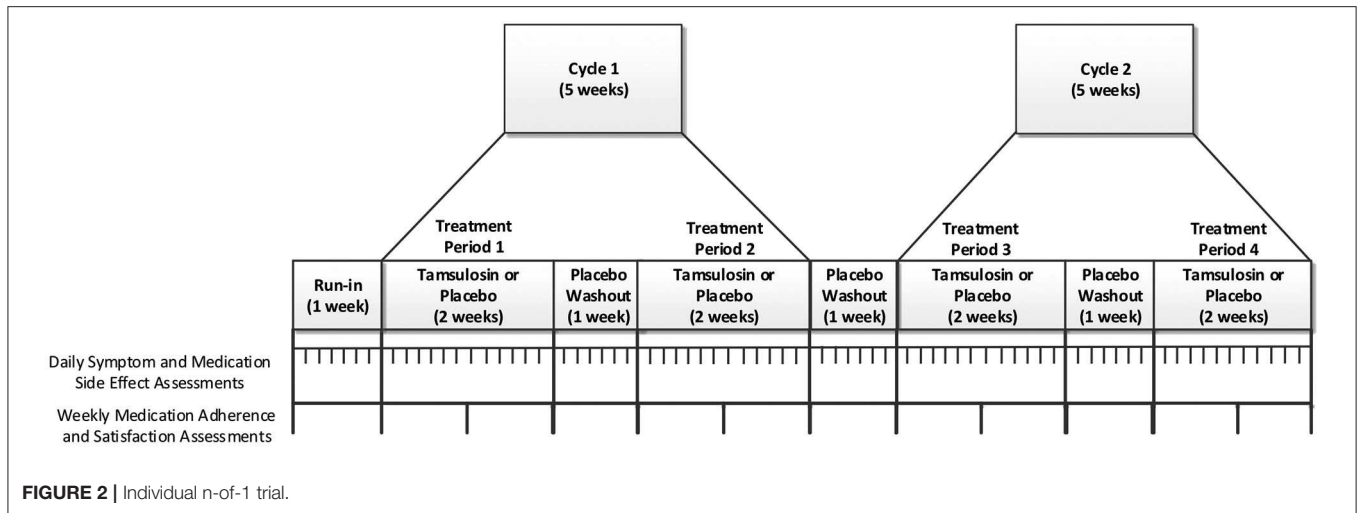 Cycle 1
(5 weeks)
Cycle 2
(5 weeks)
Treatment
Period 1
Treatment
Period 2
Treatment
Period 3
Treatment
Period 4
Run-in
(1 week)
Tamsulosin or
Placebo
(2 weeks)
Placebo
Washout
(1 week)
Tamsulosin or
Placebo
(2 weeks)
Placebo
Washout
(1 week)
Tamsulosin or
Placebo
(2 weeks)
Placebo
Washout
(1 week)
Tamsulosin or
Placebo
(2 weeks)
Daily Symptom and Medication
Side Effect Assessments
Weekly Medication Adherence
and Satisfaction Assessments
FIGURE 2 | Individual n-of-1 trial.